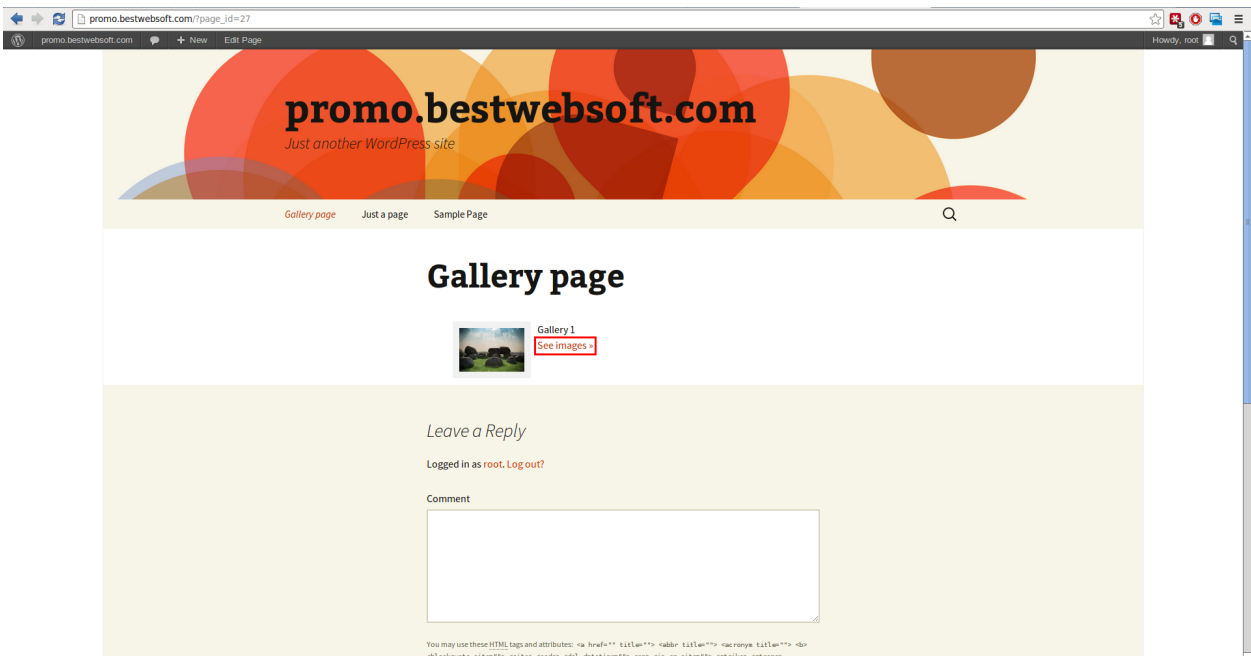 promo.bestwebsoft.com/?page_id=27
promo.bestwebsoft.com + New Edit Page Howdy, root
promo.bestwebsoft.com
Just another WordPress site
Gallery page Just a page Sample Page
Gallery page
Gallery 1
See images »
Leave a Reply
Logged in as root. Log out?
Comment
You may use these HTML tags and attributes: <a href="" title=""> <abbr title=""> <acronym title=""> <b>